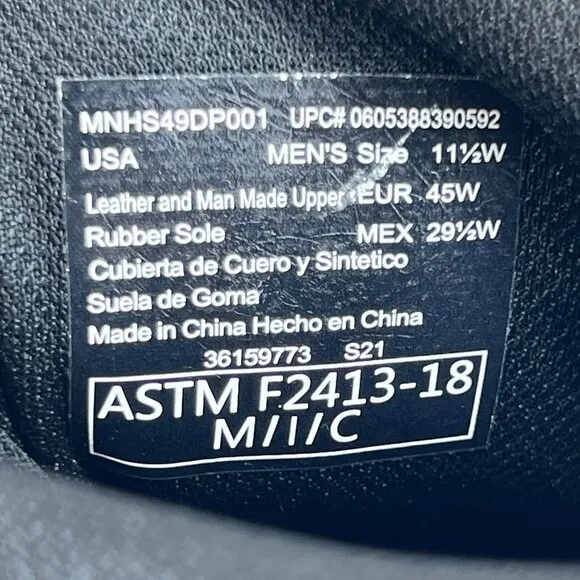 MNHS49DP001 UPC# 0605388390592
USA MEN'S Size 11½W
Leather and Man Made Upper EUR 45W
Rubber Sole MEX 29½W
Cubierta de Cuero y Sintetico
Suela de Goma
Made in China Hecho en China
36159773 S21
ASTM F2413-18
M/I/C